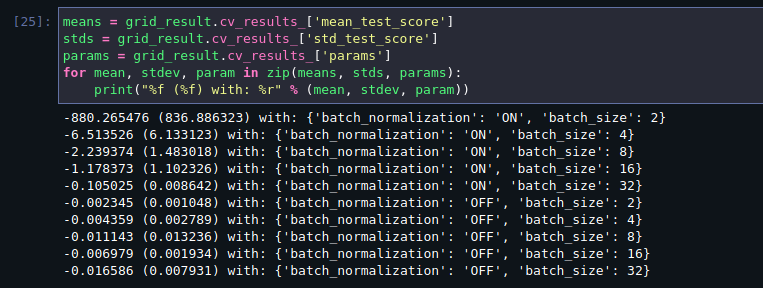 [25]: means = grid_result.cv_results_['mean_test_score']
stds = grid_result.cv_results_['std_test_score']
params = grid_result.cv_results_['params']
for mean, stdev, param in zip(means, stds, params):
    print("%f (%f) with: %r" % (mean, stdev, param))
-880.265476 (836.886323) with: {'batch_normalization': 'ON', 'batch_size': 2}
-6.513526 (6.133123) with: {'batch_normalization': 'ON', 'batch_size': 4}
-2.239374 (1.483018) with: {'batch_normalization': 'ON', 'batch_size': 8}
-1.178373 (1.102326) with: {'batch_normalization': 'ON', 'batch_size': 16}
-0.105025 (0.008642) with: {'batch_normalization': 'ON', 'batch_size': 32}
-0.002345 (0.001048) with: {'batch_normalization': 'OFF', 'batch_size': 2}
-0.004359 (0.002789) with: {'batch_normalization': 'OFF', 'batch_size': 4}
-0.011143 (0.013236) with: {'batch_normalization': 'OFF', 'batch_size': 8}
-0.006979 (0.001934) with: {'batch_normalization': 'OFF', 'batch_size': 16}
-0.016586 (0.007931) with: {'batch_normalization': 'OFF', 'batch_size': 32}